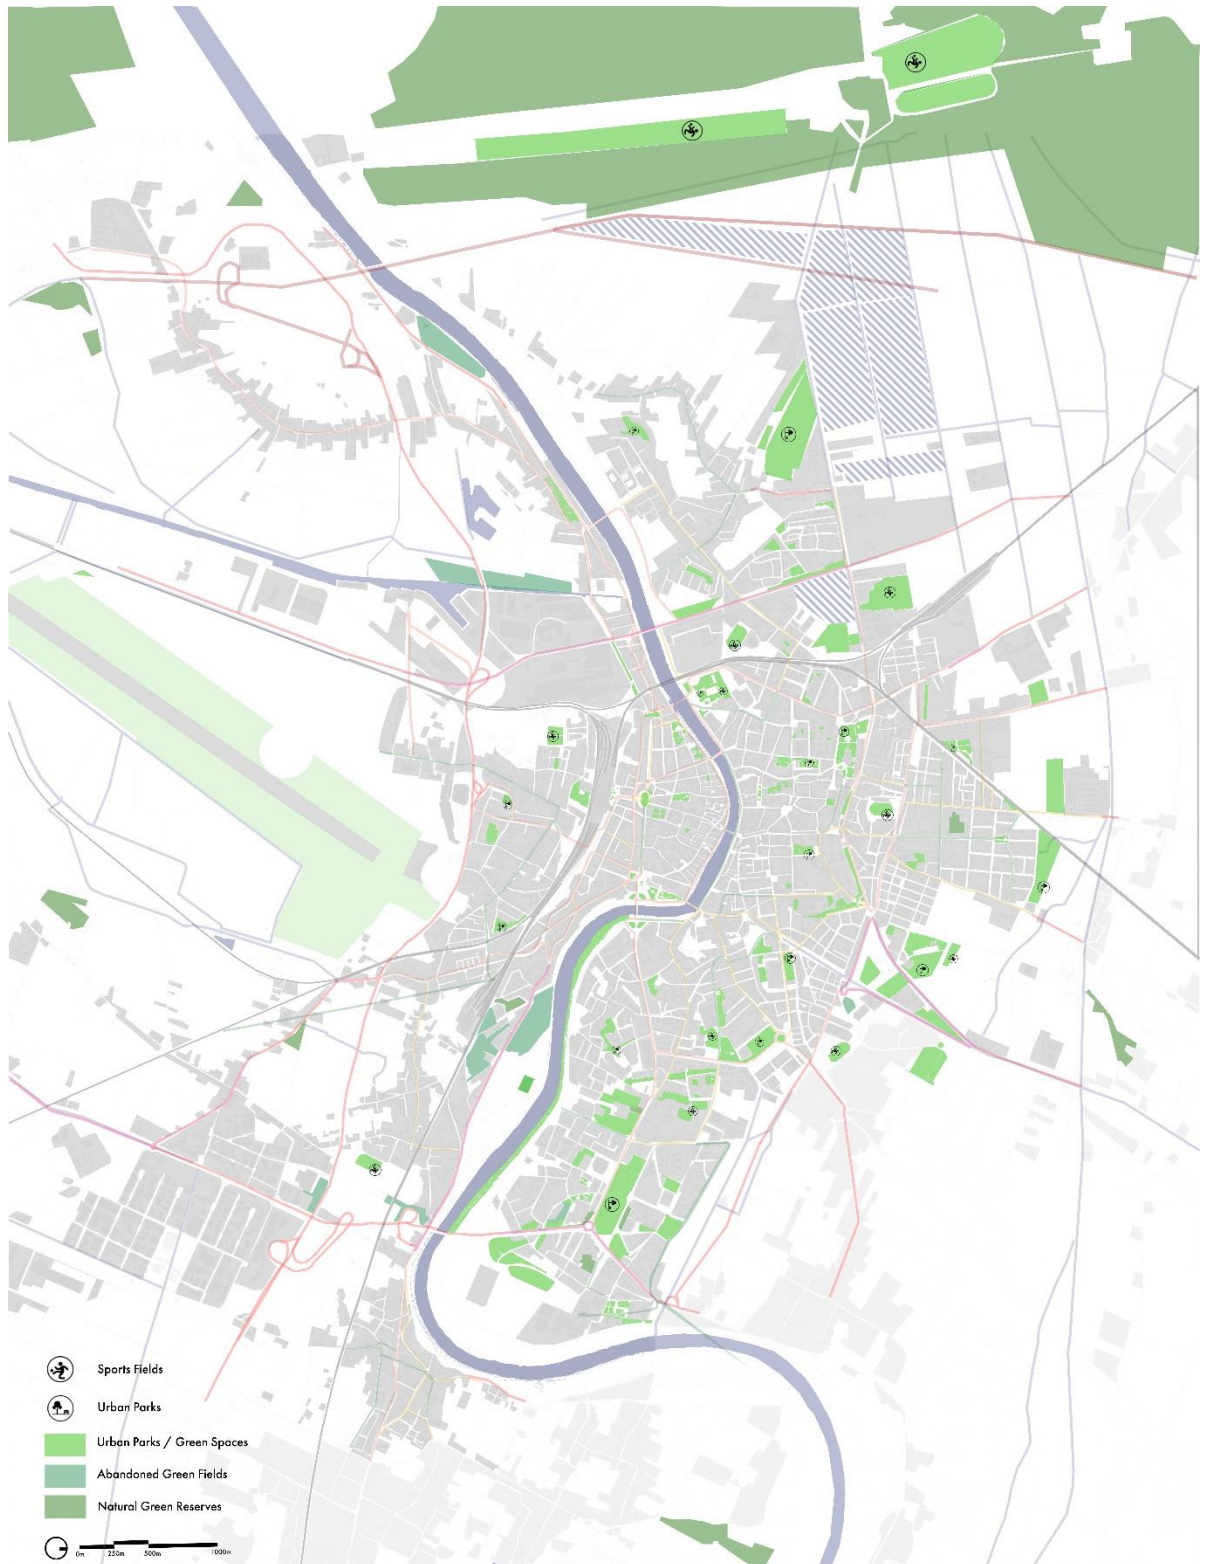 Sports Fields
Urban Parks
Urban Parks / Green Spaces
Abandoned Green Fields
Natural Green Reserves
0m 250m 500m 1000m